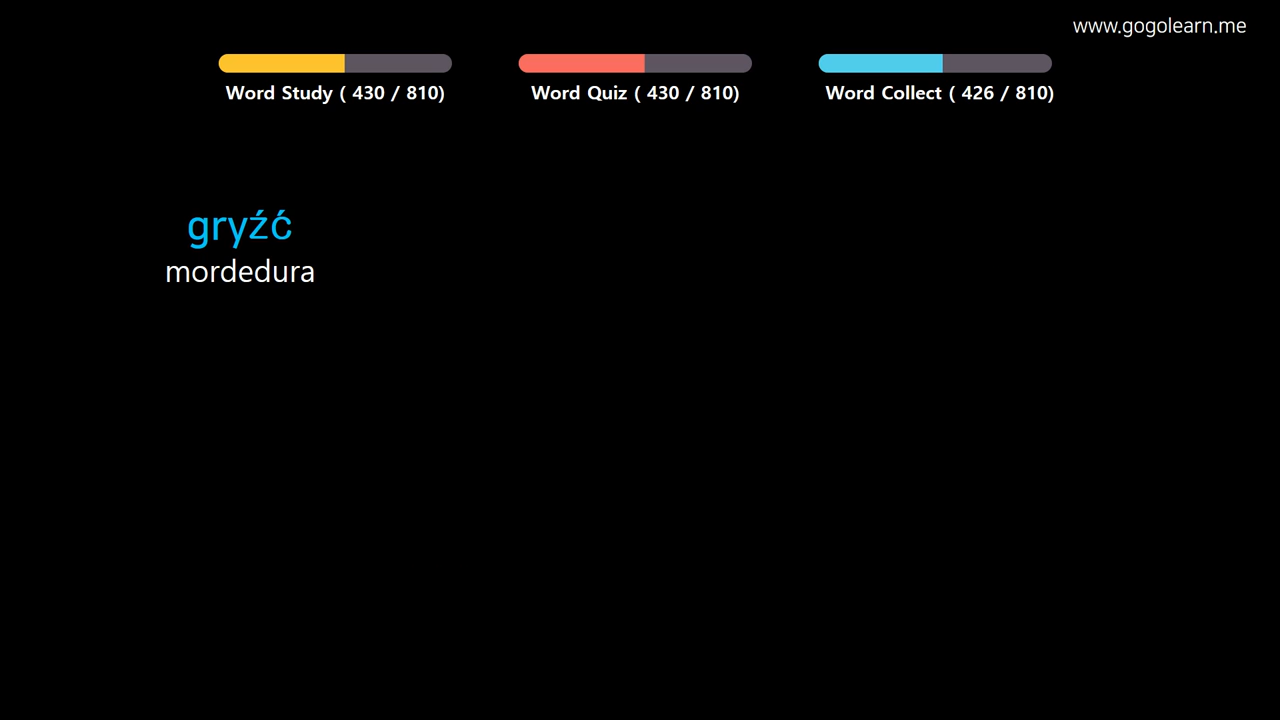 www.gogolearn.me
Word Study ( 430 / 810)
Word Quiz ( 430 / 810)
Word Collect ( 426 / 810)
gryźć
mordedura